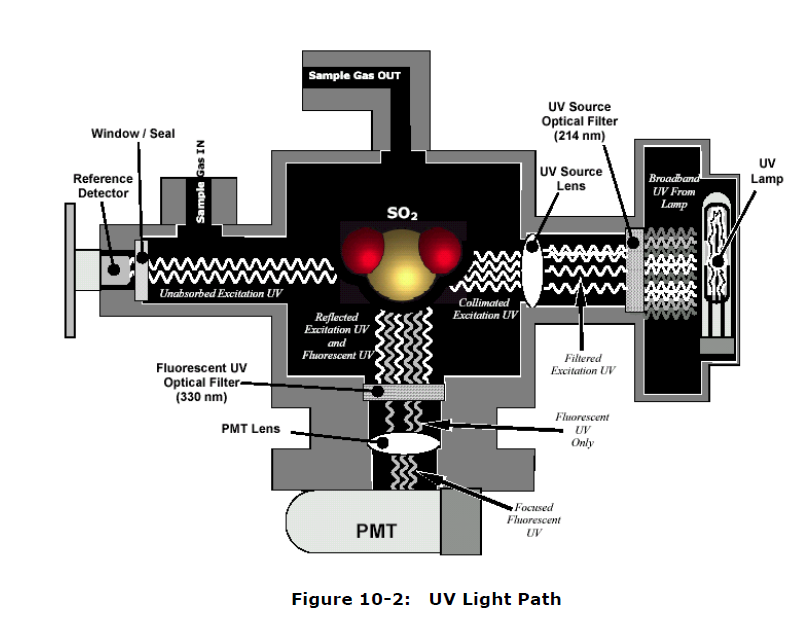 Sample Gas OUT
UV Source
Optical Filter
(214 nm)
Window / Seal
Sample Gas IN
Reference
Detector
UV Source
Lens
Broadband
UV From
Lamp
UV
Lamp
SO₂
Unabsorbed Excitation UV
Reflected
Excitation UV
and
Fluorescent UV
Collimated
Excitation UV
Filtered
Excitation UV
Fluorescent UV
Optical Filter
(330 nm)
PMT Lens
Fluorescent
UV
Only
Focused
Fluorescent
UV
PMT
Figure 10-2: UV Light Path